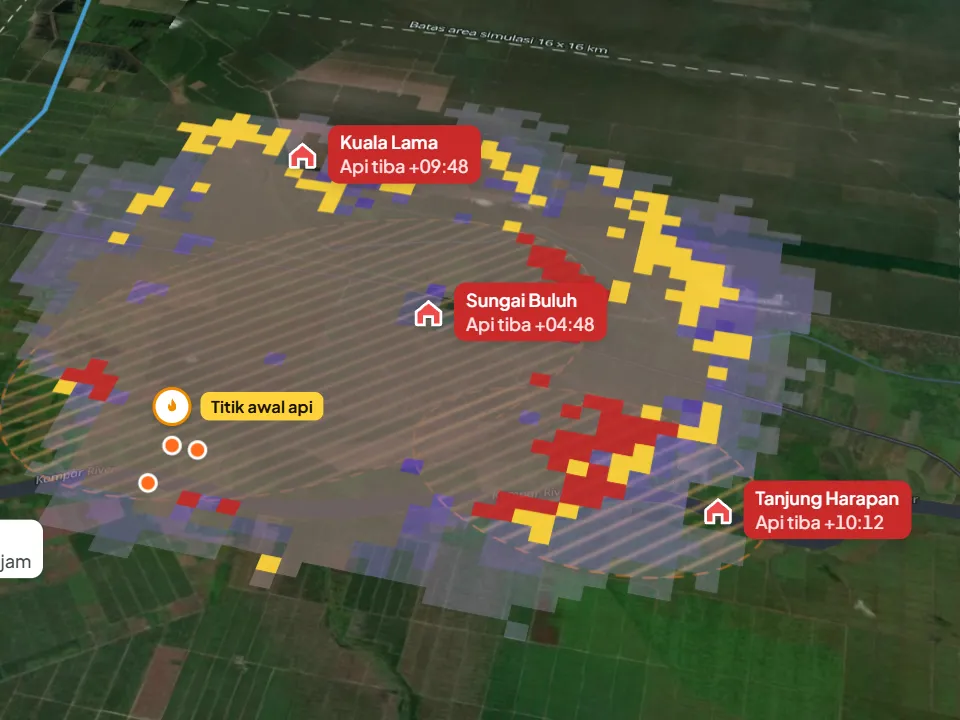 Batas area simulasi 16 x 16 km
Kuala Lama
Api tiba +09:48
Sungai Buluh
Api tiba +04:48
Titik awal api
Kampar River
Tanjung Harapan
Api tiba +10:12
jam